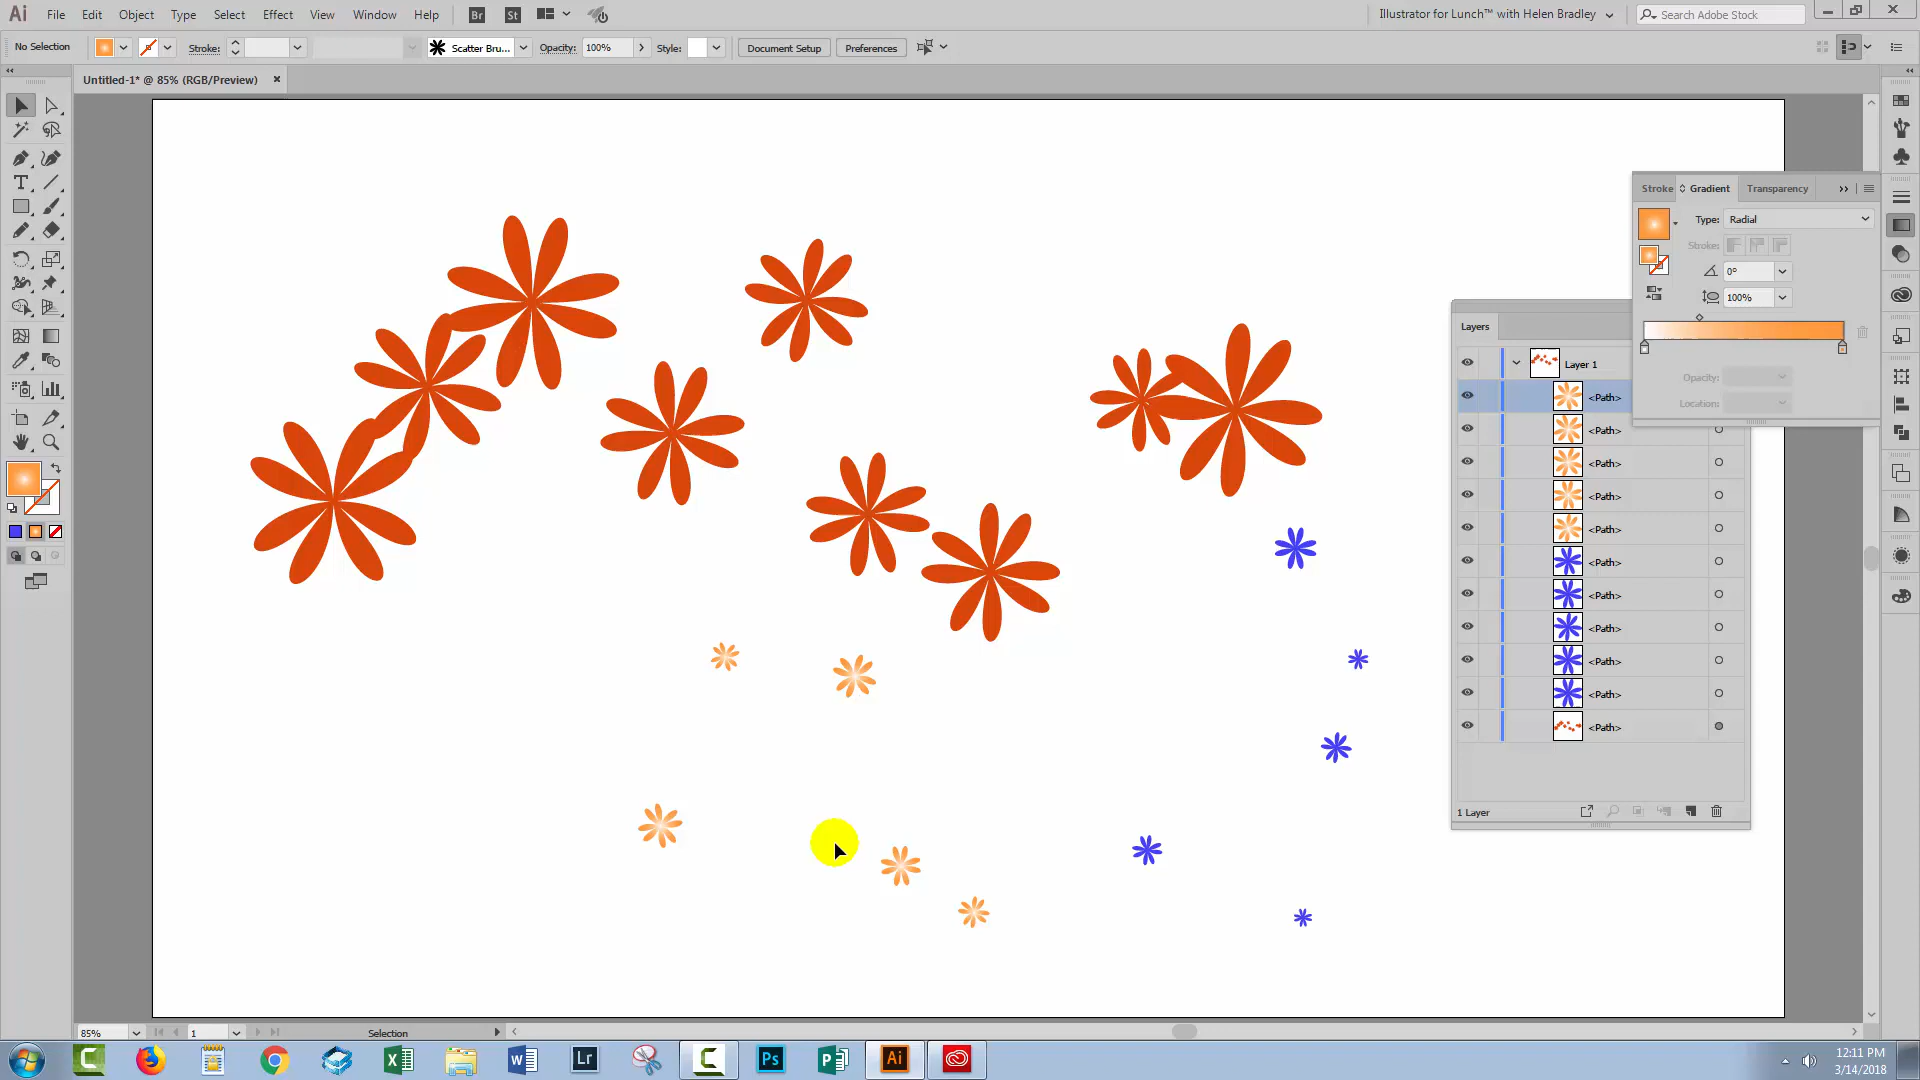 Ai File Edit Object Type Select Effect View Window Help Br St Illustrator for Lunch™ with Helen Bradley Search Adobe Stock
No Selection Stroke: Scatter Bru... Opacity: 100% Style: Document Setup Preferences
Untitled-1* @ 85% (RGB/Preview)
Stroke Gradient Transparency
Type: Radial
Stroke:
0°
100%
Opacity:
Location:
Layers
Layer 1
<Path>
<Path>
<Path>
<Path>
<Path>
<Path>
<Path>
<Path>
<Path>
<Path>
<Path>
1 Layer
85% 1 Selection
Lr Ps Ai
12:11 PM
3/14/2018